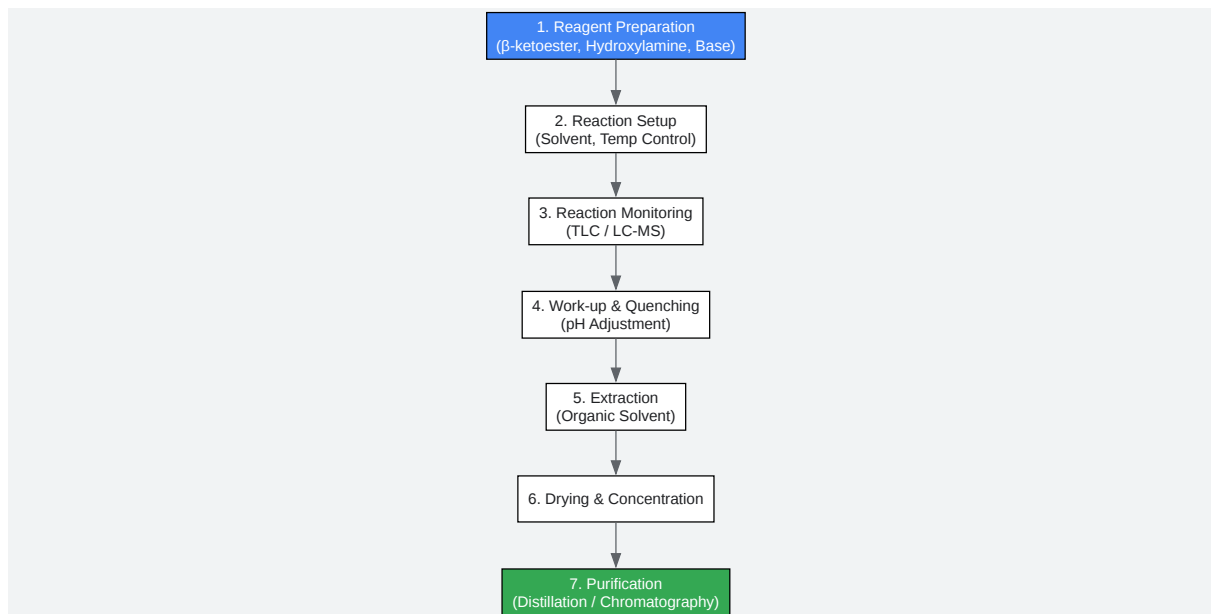 1. Reagent Preparation
(β-ketoester, Hydroxylamine, Base)
2. Reaction Setup
(Solvent, Temp Control)
3. Reaction Monitoring
(TLC / LC-MS)
4. Work-up & Quenching
(pH Adjustment)
5. Extraction
(Organic Solvent)
6. Drying & Concentration
7. Purification
(Distillation / Chromatography)